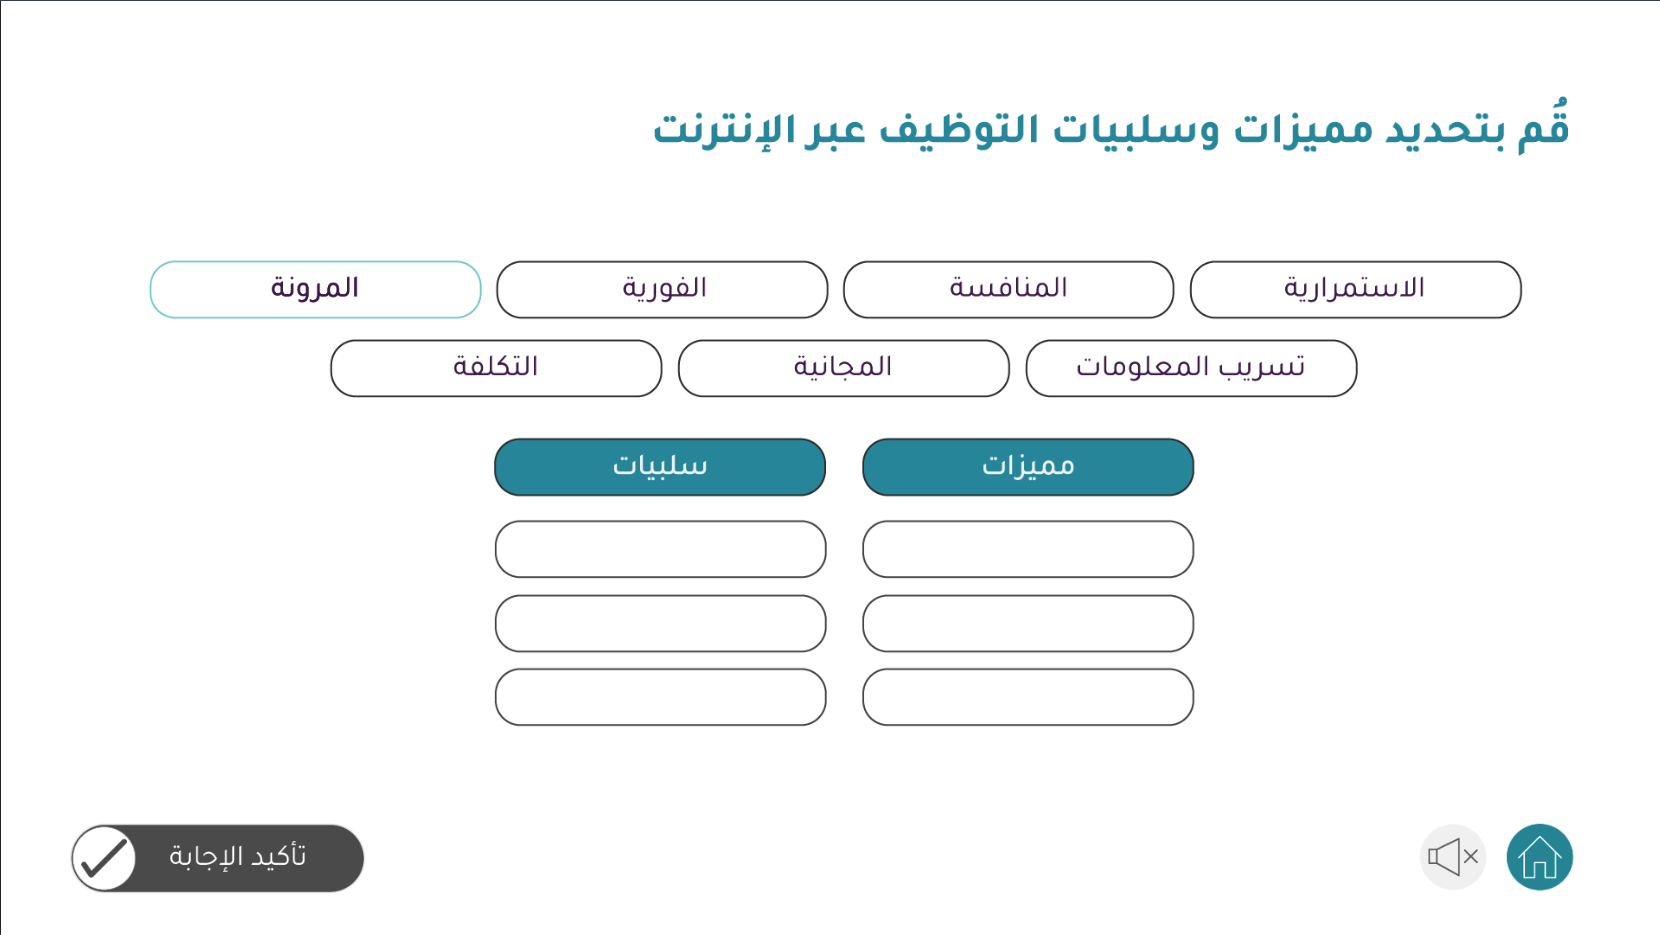 قُم بتحديد مميزات وسلبيات التوظيف عبر الإنترنت
الاستمرارية
المنافسة
الفورية
المرونة
تسريب المعلومات
المجانية
التكلفة
مميزات
سلبيات
تأكيد الإجابة